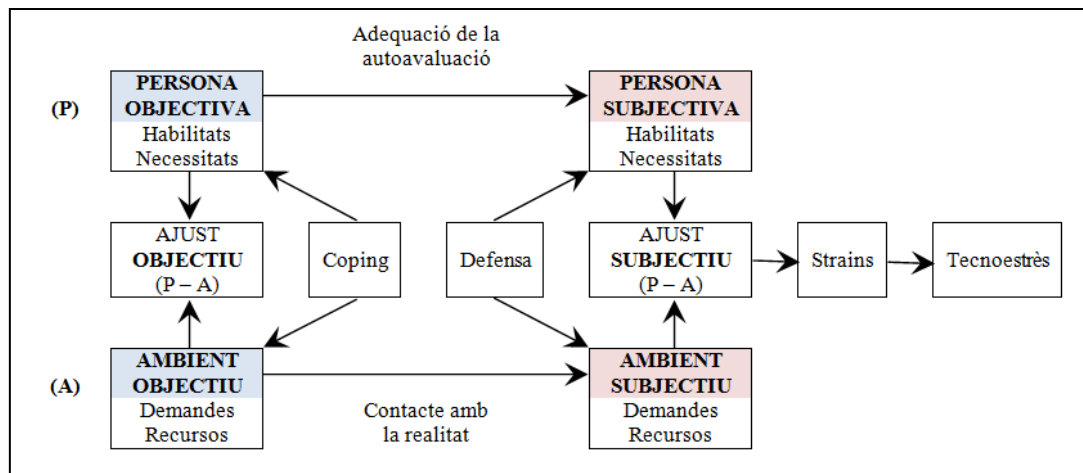 Adequació de la
autoavaluació
(P)
PERSONA
OBJECTIVA
Habilitats
Necessitats
PERSONA
SUBJECTIVA
Habilitats
Necessitats
AJUST
OBJECTIU
(P – A)
Coping
Defensa
AJUST
SUBJECTIU
(P – A)
Strains
Tecnoestrès
(A)
AMBIENT
OBJECTIU
Demandes
Recursos
AMBIENT
SUBJECTIU
Demandes
Recursos
Contacte amb
la realitat